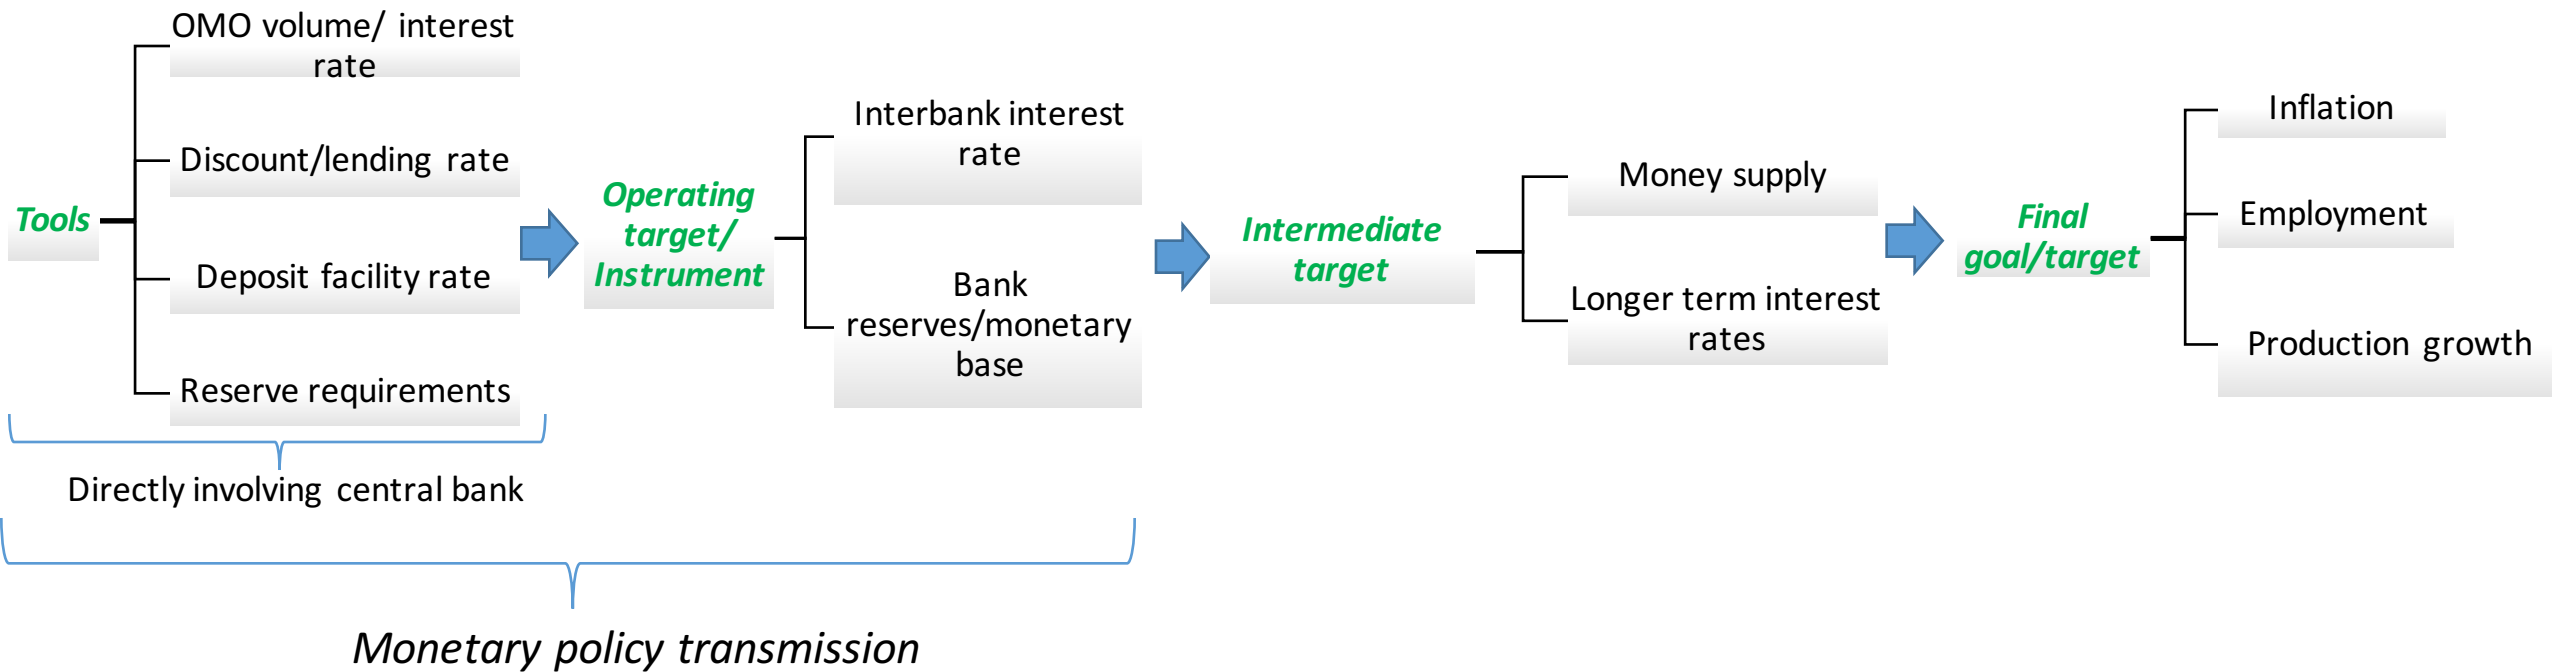 Tools
OMO volume/ interest
rate
Discount/lending rate
Deposit facility rate
Reserve requirements
Directly involving central bank
Operating
target/
Instrument
Interbank interest
rate
Bank
reserves/monetary
base
Monetary policy transmission
Intermediate
target
Money supply
Longer term interest
rates
Final
goal/target
Inflation
Employment
Production growth